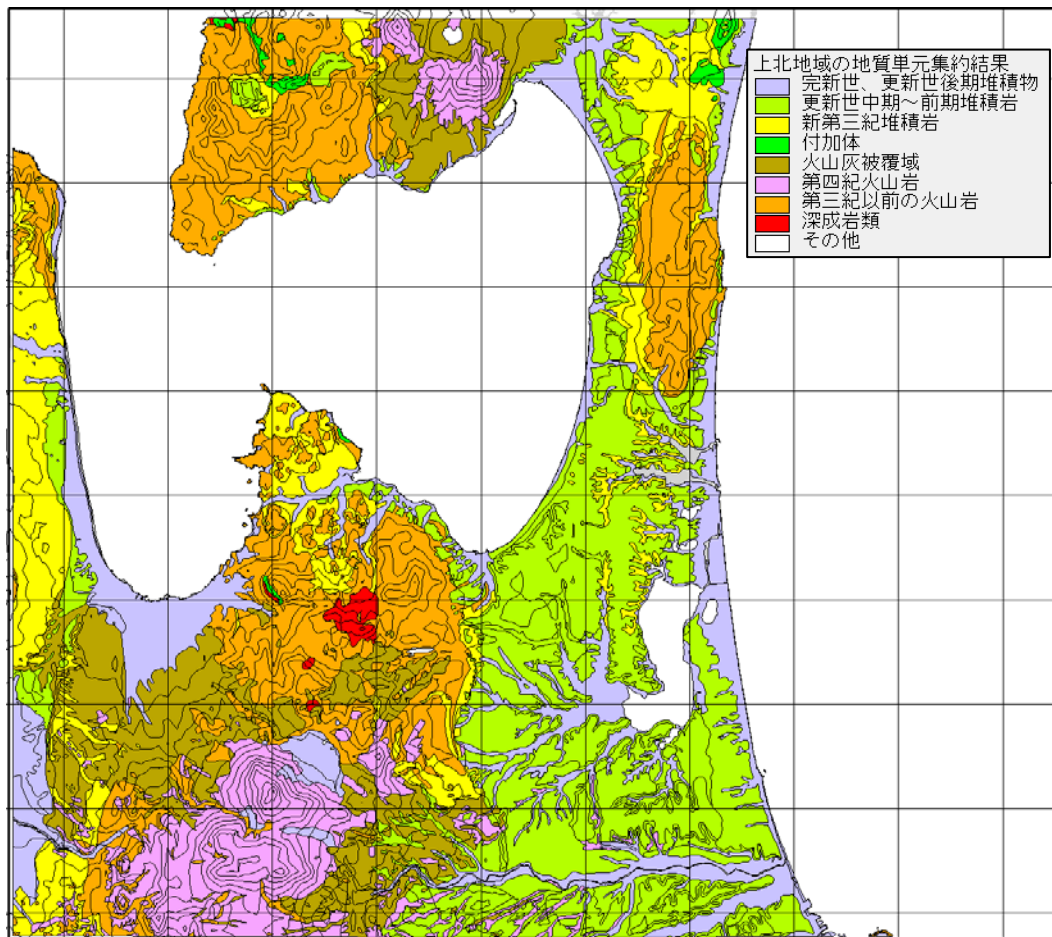 上北地域の地質単元集約結果
完新世、更新世後期堆積物
更新世中期～前期堆積岩
新第三紀堆積岩
付加体
火山灰被覆域
第四紀火山岩
第三紀以前の火山岩
深成岩類
その他